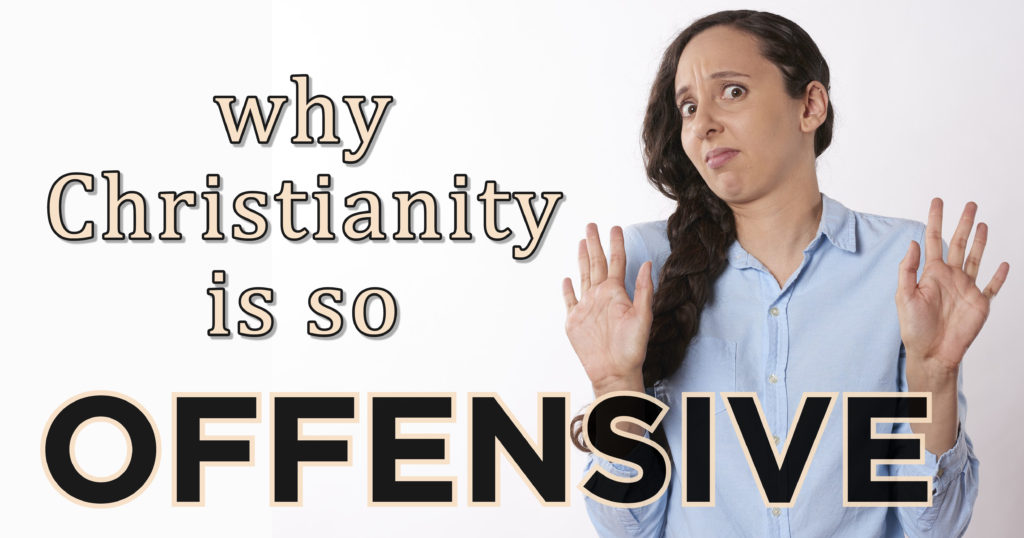 why
Christianity
is so
OFFENSIVE